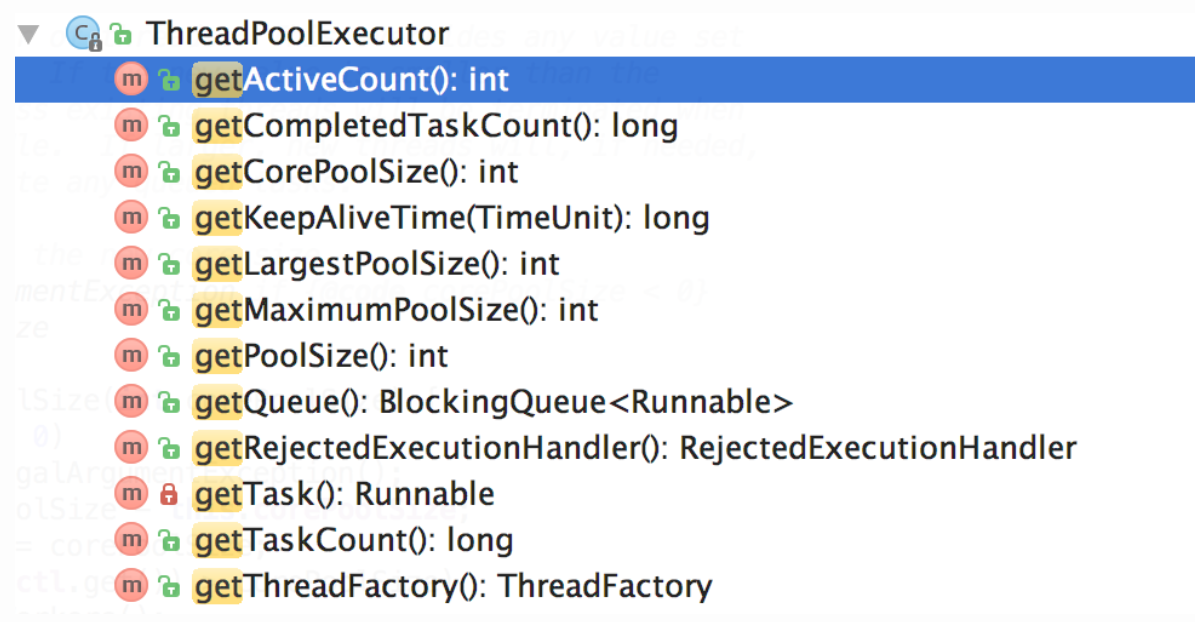 ThreadPoolExecutor
getActiveCount(): int
getCompletedTaskCount(): long
getCorePoolSize(): int
getKeepAliveTime(TimeUnit): long
getLargestPoolSize(): int
getMaximumPoolSize(): int
getPoolSize(): int
getQueue(): BlockingQueue<Runnable>
getRejectedExecutionHandler(): RejectedExecutionHandler
getTask(): Runnable
getTaskCount(): long
getThreadFactory(): ThreadFactory